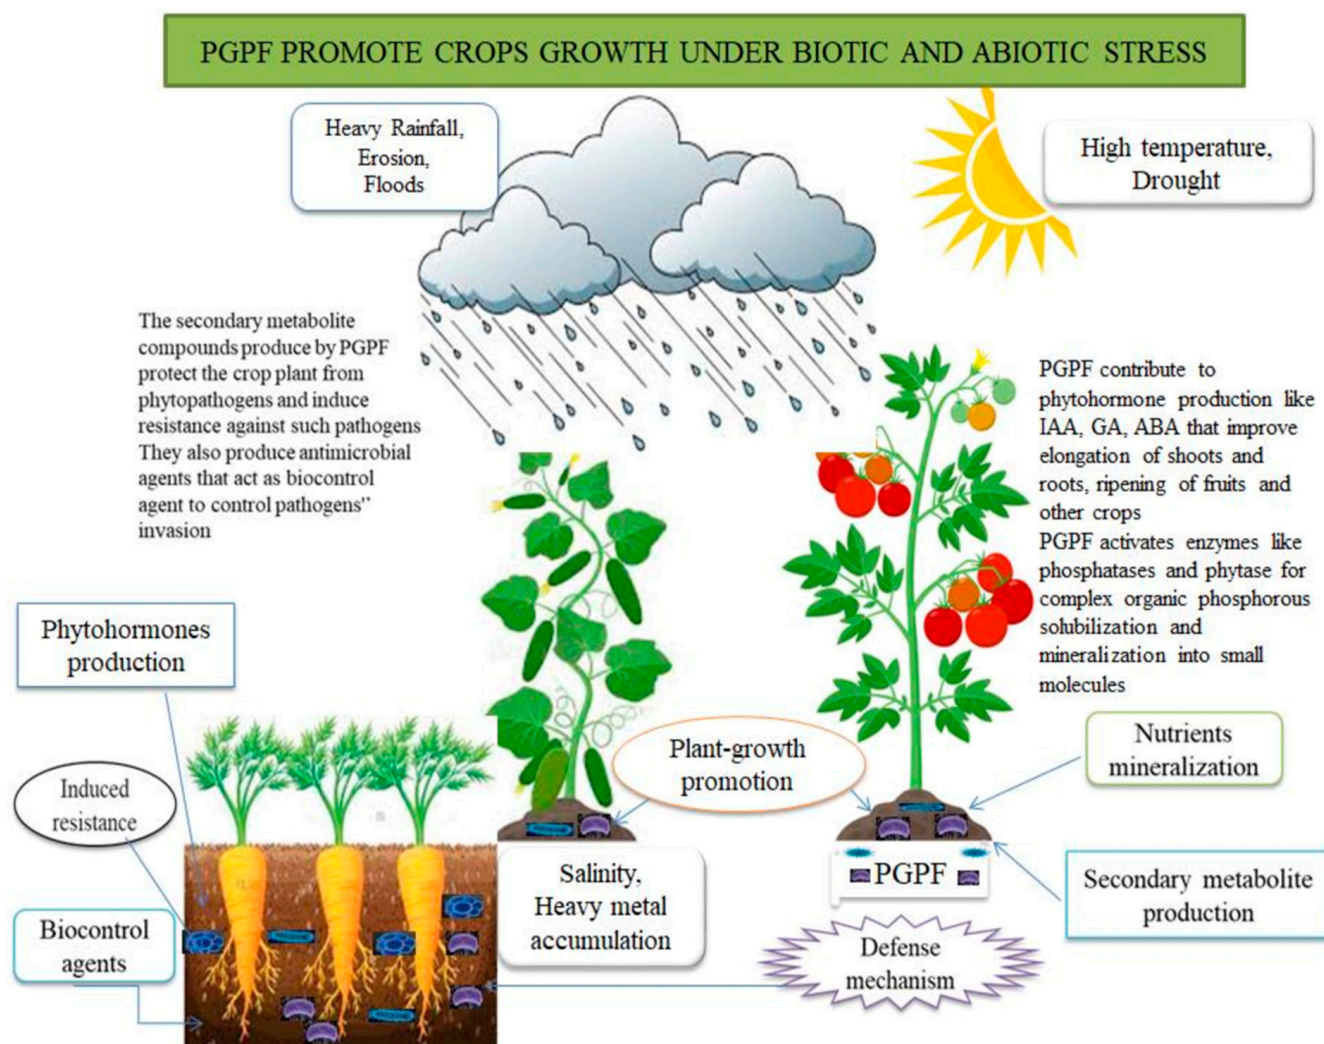 PGPF PROMOTE CROPS GROWTH UNDER BIOTIC AND ABIOTIC STRESS
Heavy Rainfall,
Erosion,
Floods
High temperature,
Drought
The secondary metabolite
compounds produce by PGPF
protect the crop plant from
phytopathogens and induce
resistance against such pathogens
They also produce antimicrobial
agents that act as biocontrol
agent to control pathogens”
invasion
PGPF contribute to
phytohormone production like
IAA, GA, ABA that improve
elongation of shoots and
roots, ripening of fruits and
other crops
PGPF activates enzymes like
phosphatases and phytase for
complex organic phosphorous
solubilization and
mineralization into small
molecules
Phytohormones
production
Induced
resistance
Biocontrol
agents
Plant-growth
promotion
Nutrients
mineralization
Salinity,
Heavy metal
accumulation
PGPF
Secondary metabolite
production
Defense
mechanism